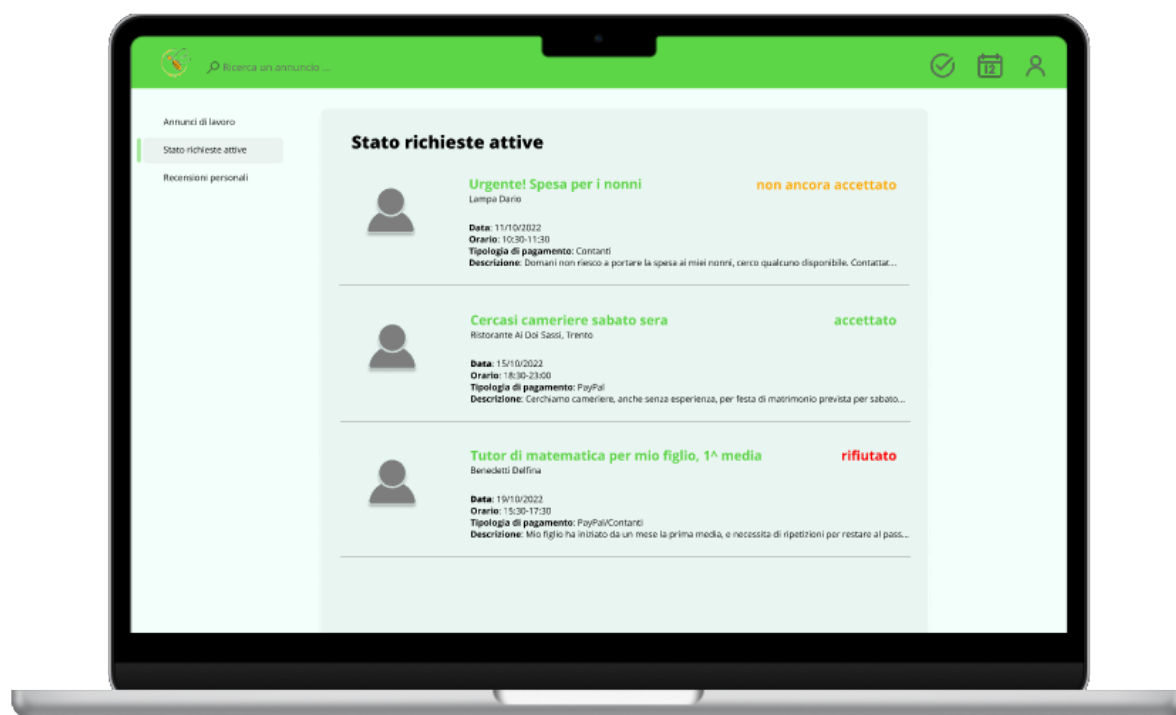 Ricerca un annuncio ...
12
Annunci di lavoro
Stato richieste attive
Recensioni personali
Stato richieste attive
Urgente! Spesa per i nonni
non ancora accettato
Lampa Dario
Data: 11/10/2022
Orario: 10:30-11:30
Tipologia di pagamento: Contanti
Descrizione: Domani non riesco a portare la spesa ai miei nonni, cerco qualcuno disponibile. Contattat...
Cercasi cameriere sabato sera
accettato
Ristorante Ai Doi Sassi, Trento
Data: 15/10/2022
Orario: 18:30-23:00
Tipologia di pagamento: PayPal
Descrizione: Cerchiamo cameriere, anche senza esperienza, per festa di matrimonio prevista per sabato...
Tutor di matematica per mio figlio, 1^ media
rifiutato
Benedetti Delfina
Data: 19/10/2022
Orario: 15:30-17:30
Tipologia di pagamento: PayPal/Contanti
Descrizione: Mio figlio ha iniziato da un mese la prima media, e necessita di ripetizioni per restare al pass...